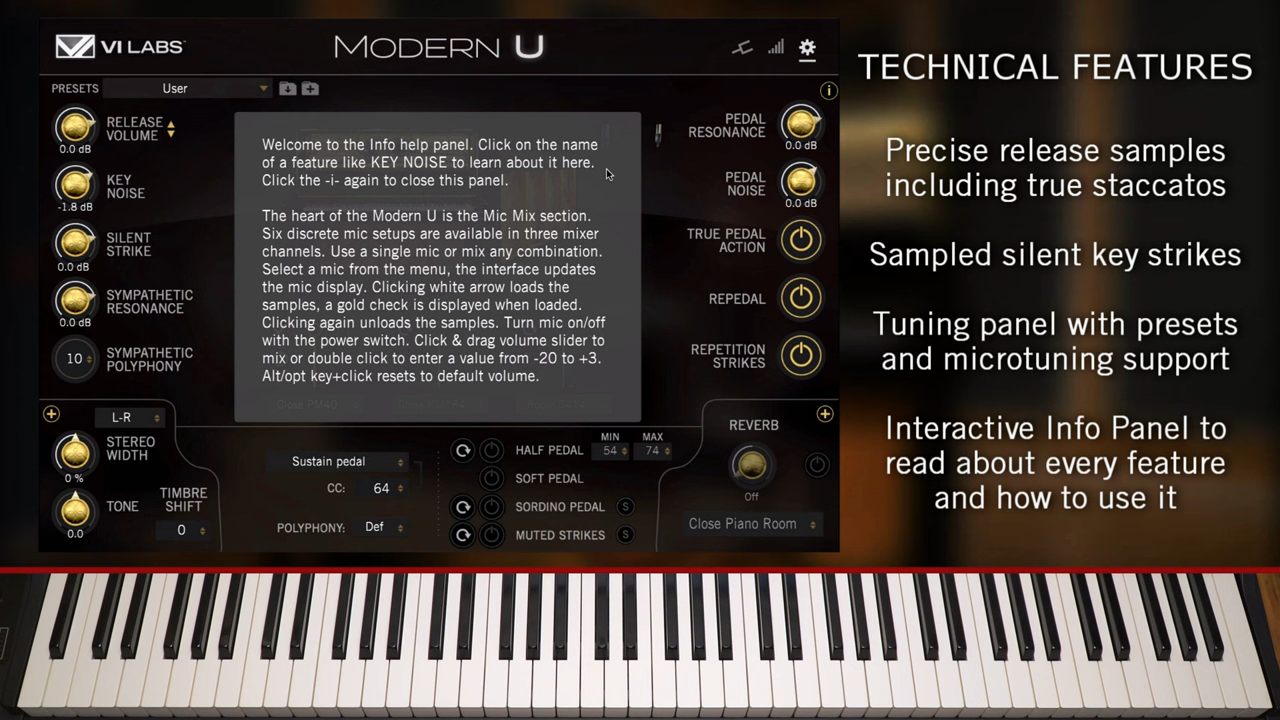 VI LABS
MODERN U
PRESETS
User
i
RELEASE
VOLUME
0.0 dB
KEY
NOISE
-1.8 dB
SILENT
STRIKE
0.0 dB
SYMPATHETIC
RESONANCE
0.0 dB
10
SYMPATHETIC
POLYPHONY
Welcome to the Info help panel. Click on the name
of a feature like KEY NOISE to learn about it here.
Click the -i- again to close this panel.
The heart of the Modern U is the Mic Mix section.
Six discrete mic setups are available in three mixer
channels. Use a single mic or mix any combination.
Select a mic from the menu, the interface updates
the mic display. Clicking white arrow loads the
samples, a gold check is displayed when loaded.
Clicking again unloads the samples. Turn mic on/off
with the power switch. Click & drag volume slider to
mix or double click to enter a value from -20 to +3.
Alt/opt key+click resets to default volume.
PEDAL
RESONANCE
0.0 dB
PEDAL
NOISE
0.0 dB
TRUE PEDAL
ACTION
REPEDAL
REPETITION
STRIKES
L-R
STEREO
WIDTH
0 %
TONE
0.0
TIMBRE
SHIFT
0
Sustain pedal
CC: 64
POLYPHONY: Def
MIN MAX
HALF PEDAL 54 74
SOFT PEDAL
SORDINO PEDAL S
MUTED STRIKES S
REVERB
Off
Close Piano Room
TECHNICAL FEATURES
Precise release samples
including true staccatos
Sampled silent key strikes
Tuning panel with presets
and microtuning support
Interactive Info Panel to
read about every feature
and how to use it